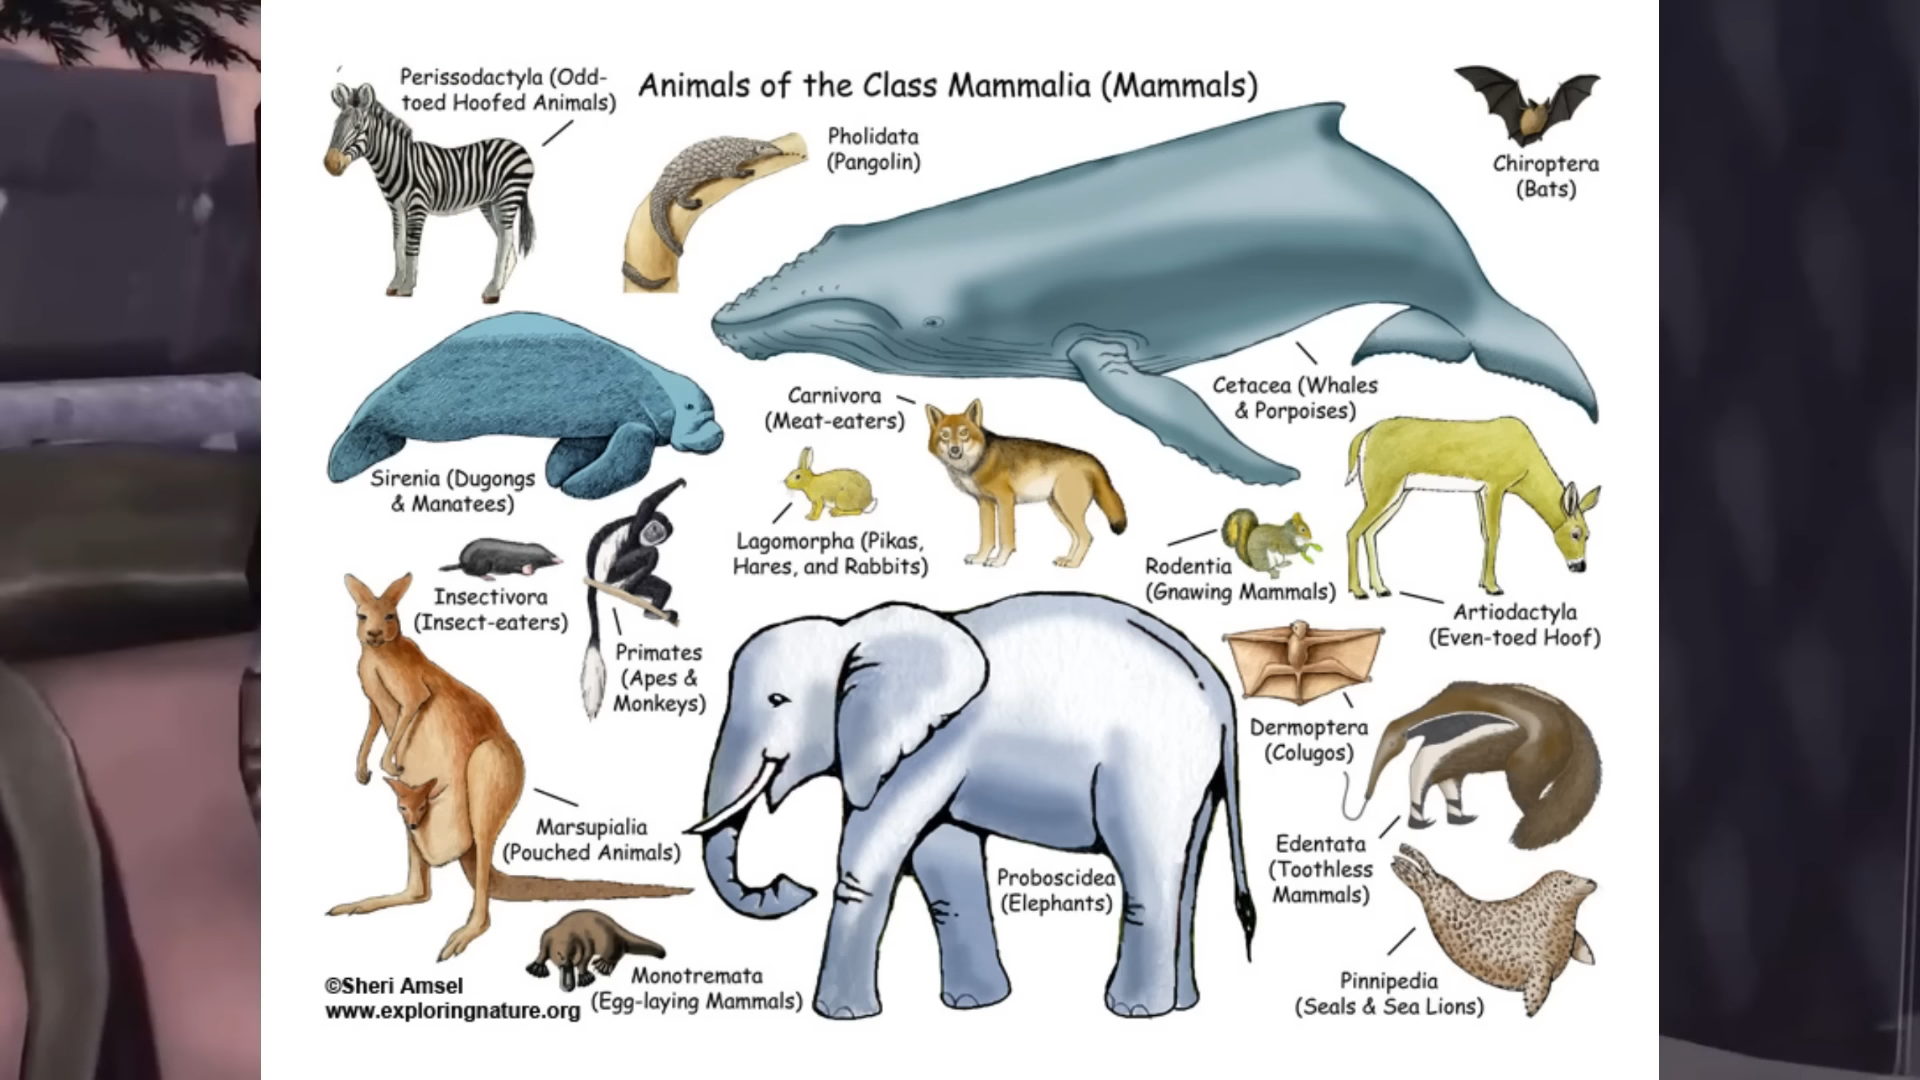 Animals of the Class Mammalia (Mammals)
Perissodactyla (Odd-
toed Hoofed Animals)
Pholidata
(Pangolin)
Chiroptera
(Bats)
Cetacea (Whales
& Porpoises)
Carnivora
(Meat-eaters)
Sirenia (Dugongs
& Manatees)
Lagomorpha (Pikas,
Hares, and Rabbits)
Rodentia
(Gnawing Mammals)
Insectivora
(Insect-eaters)
Artiodactyla
(Even-toed Hoof)
Primates
(Apes &
Monkeys)
Dermoptera
(Colugos)
Marsupialia
(Pouched Animals)
Edentata
(Toothless
Mammals)
Proboscidea
(Elephants)
Monotremata
(Egg-laying Mammals)
Pinnipedia
(Seals & Sea Lions)
©Sheri Amsel
www.exploringnature.org